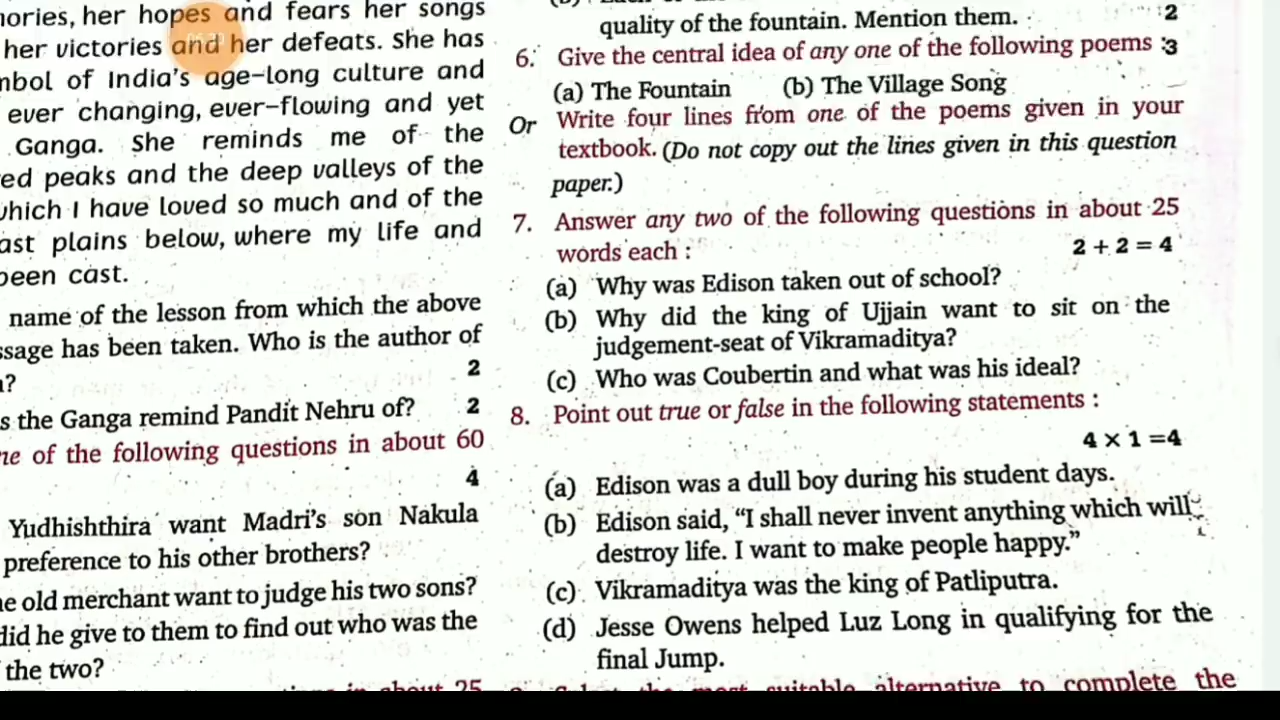 her hopes and fears her songs
her victories and her defeats. She has
of India's age-long culture and
ever changing, ever-flowing and yet
Ganga. She reminds me of the
peaks and the deep valleys of the
which I have loved so much and of the
plains below, where my life and
been cast.
name of the lesson from which the above
has been taken. Who is the author of
2
the Ganga remind Pandit Nehru of? 2
of the following questions in about 60
4
Yudhishthira want Madri's son Nakula
preference to his other brothers?
old merchant want to judge his two sons?
did he give to them to find out who was the
the two?
quality of the fountain. Mention them. 2
6. Give the central idea of any one of the following poems :3
(a) The Fountain (b) The Village Song
Or Write four lines from one of the poems given in your
textbook. (Do not copy out the lines given in this question
paper.)
7. Answer any two of the following questions in about 25
words each : 2 + 2 = 4
(a) Why was Edison taken out of school?
(b) Why did the king of Ujjain want to sit on the
judgement-seat of Vikramaditya?
(c) Who was Coubertin and what was his ideal?
8. Point out true or false in the following statements :
4 × 1 =4
(a) Edison was a dull boy during his student days.
(b) Edison said, "I shall never invent anything which will
destroy life. I want to make people happy."
(c) Vikramaditya was the king of Patliputra.
(d) Jesse Owens helped Luz Long in qualifying for the
final Jump.
suitable alternative to complete the